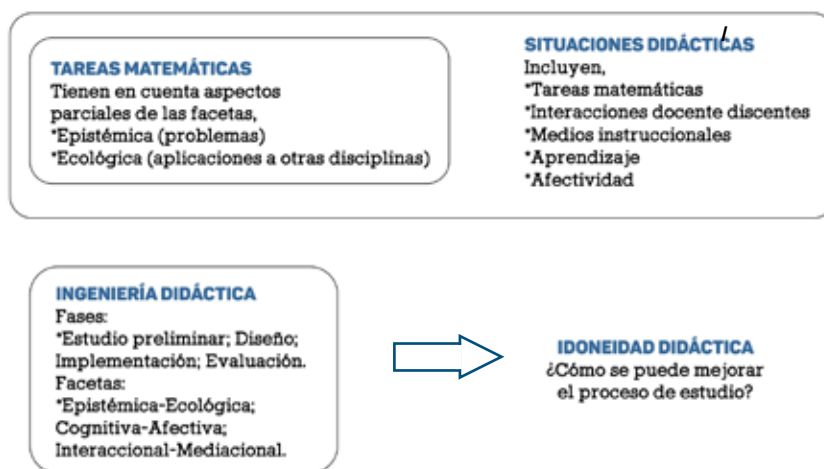 TAREAS MATEMÁTICAS
Tienen en cuenta aspectos
parciales de las facetas,
*Epistémica (problemas)
*Ecológica (aplicaciones a otras disciplinas)
SITUACIONES DIDÁCTICAS
Incluyen,
*Tareas matemáticas
*Interacciones docente discentes
*Medios instruccionales
*Aprendizaje
*Afectividad
INGENIERÍA DIDÁCTICA
Fases:
*Estudio preliminar; Diseño;
Implementación; Evaluación.
Facetas:
*Epistémica-Ecológica;
Cognitiva-Afectiva;
Interaccional-Mediacional.
IDONEIDAD DIDÁCTICA
¿Cómo se puede mejorar
el proceso de estudio?